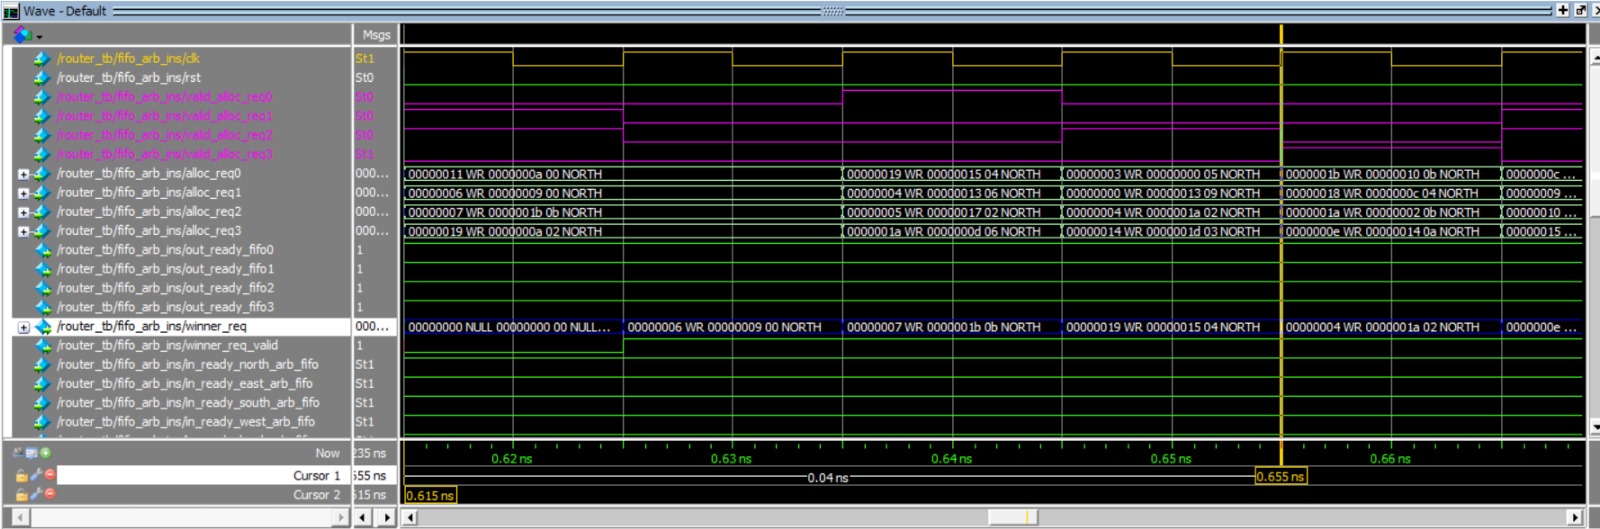 Wave - Default
Msgs
/router_tb/fifo_arb_ins/clk St1
/router_tb/fifo_arb_ins/rst St0
/router_tb/fifo_arb_ins/valid_alloc_req0 St0
/router_tb/fifo_arb_ins/valid_alloc_req1 St0
/router_tb/fifo_arb_ins/valid_alloc_req2 St0
/router_tb/fifo_arb_ins/valid_alloc_req3 St1
/router_tb/fifo_arb_ins/alloc_req0 000... 00000011 WR 0000000a 00 NORTH 00000019 WR 00000015 04 NORTH 00000003 WR 00000000 05 NORTH 0000001b WR 00000010 0b NORTH 0000000c ...
/router_tb/fifo_arb_ins/alloc_req1 000... 00000006 WR 00000009 00 NORTH 00000004 WR 00000013 06 NORTH 00000000 WR 00000013 09 NORTH 00000018 WR 0000000c 04 NORTH 00000009 ...
/router_tb/fifo_arb_ins/alloc_req2 000... 00000007 WR 0000001b 0b NORTH 00000005 WR 00000017 02 NORTH 00000004 WR 0000001a 02 NORTH 0000001a WR 00000002 0b NORTH 00000010 ...
/router_tb/fifo_arb_ins/alloc_req3 000... 00000019 WR 0000000a 02 NORTH 0000001a WR 0000000d 06 NORTH 00000014 WR 0000001d 03 NORTH 0000000e WR 00000014 0a NORTH 00000015 ...
/router_tb/fifo_arb_ins/out_ready_fifo0 1
/router_tb/fifo_arb_ins/out_ready_fifo1 1
/router_tb/fifo_arb_ins/out_ready_fifo2 1
/router_tb/fifo_arb_ins/out_ready_fifo3 1
/router_tb/fifo_arb_ins/winner_req 000... 00000000 NULL 00000000 00 NULL... 00000006 WR 00000009 00 NORTH 00000007 WR 0000001b 0b NORTH 00000019 WR 00000015 04 NORTH 00000004 WR 0000001a 02 NORTH 0000000e ...
/router_tb/fifo_arb_ins/winner_req_valid 1
/router_tb/fifo_arb_ins/in_ready_north_arb_fifo St1
/router_tb/fifo_arb_ins/in_ready_east_arb_fifo St1
/router_tb/fifo_arb_ins/in_ready_south_arb_fifo St1
/router_tb/fifo_arb_ins/in_ready_west_arb_fifo St1
Now 235 ns 0.62 ns 0.63 ns 0.64 ns 0.65 ns 0.66 ns
Cursor 1 555 ns 0.04 ns 0.655 ns
Cursor 2 515 ns 0.615 ns